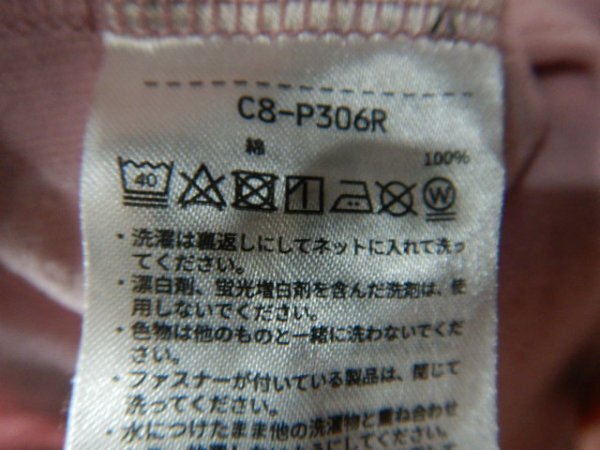 C8-P306R
綿 100%
40 W
・洗濯は裏返しにしてネットに入れて洗っ
てください。
・漂白剤、蛍光増白剤を含んだ洗剤は、使
用しないでください。
・色物は他のものと一緒に洗わないでくだ
さい。
・ファスナーが付いている製品は、閉じて
洗ってください。
・水につけたまま他の洗濯物と重ね合わせ